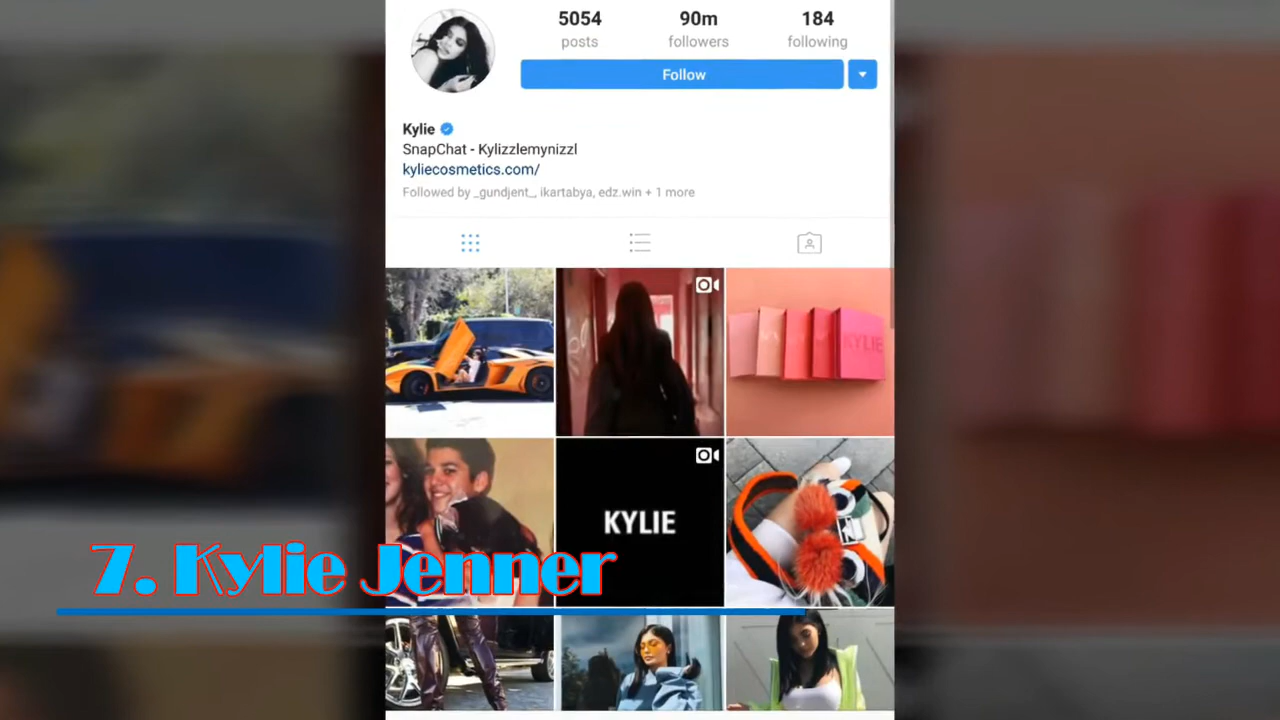 5054 90m 184
posts followers following
Follow
Kylie
SnapChat - Kylizzlemynizzl
kyliecosmetics.com/
Followed by _gundjent_, ikartabya, edz.win + 1 more
KYLIE
KYLIE
7. Kylie Jenner